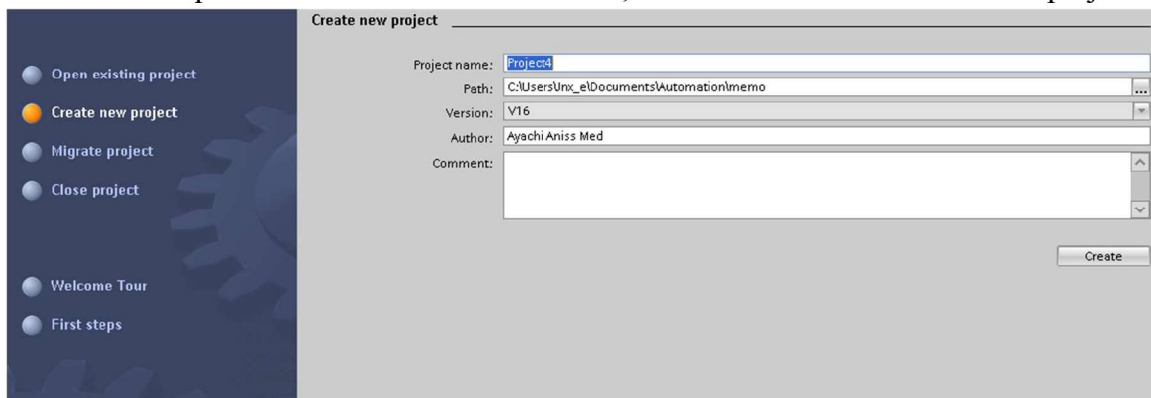 Create new project
Open existing project
Create new project
Migrate project
Close project
Welcome Tour
First steps
Project name: Project4
Path: C:\Users\nx_e\Documents\Automation\memo
...
Version: V16
Author: Ayachi Aniss Med
Comment:
Create